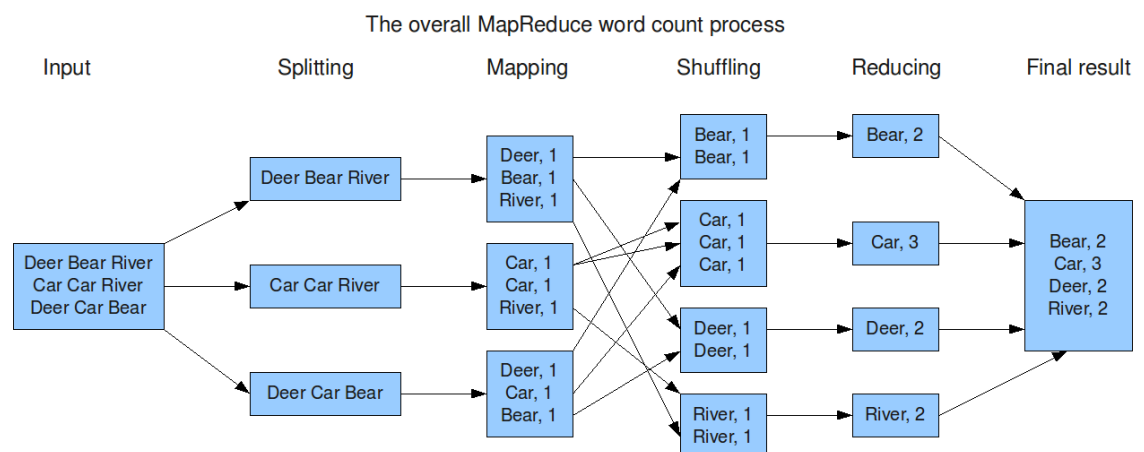 The overall MapReduce word count process
Input
Splitting
Mapping
Shuffling
Reducing
Final result
Deer Bear River
Car Car River
Deer Car Bear
Deer Bear River
Car Car River
Deer Car Bear
Deer, 1
Bear, 1
River, 1
Car, 1
Car, 1
River, 1
Deer, 1
Car, 1
Bear, 1
Bear, 1
Bear, 1
Car, 1
Car, 1
Car, 1
Deer, 1
Deer, 1
River, 1
River, 1
Bear, 2
Car, 3
Deer, 2
River, 2
Bear, 2
Car, 3
Deer, 2
River, 2